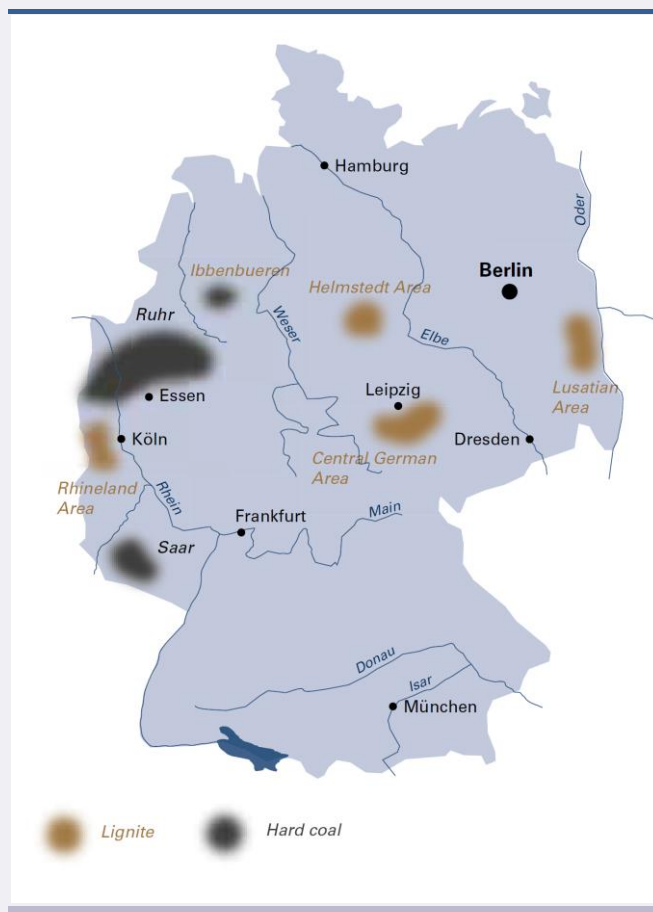 Hamburg
Oder
Ibbenbueren
Berlin
Helmstedt Area
Ruhr
Weser
Elbe
Essen
Leipzig
Lusatian
Area
Köln
Dresden
Central German
Area
Rhineland
Area
Rhein
Frankfurt
Main
Saar
Donau
Isar
München
Lignite
Hard coal